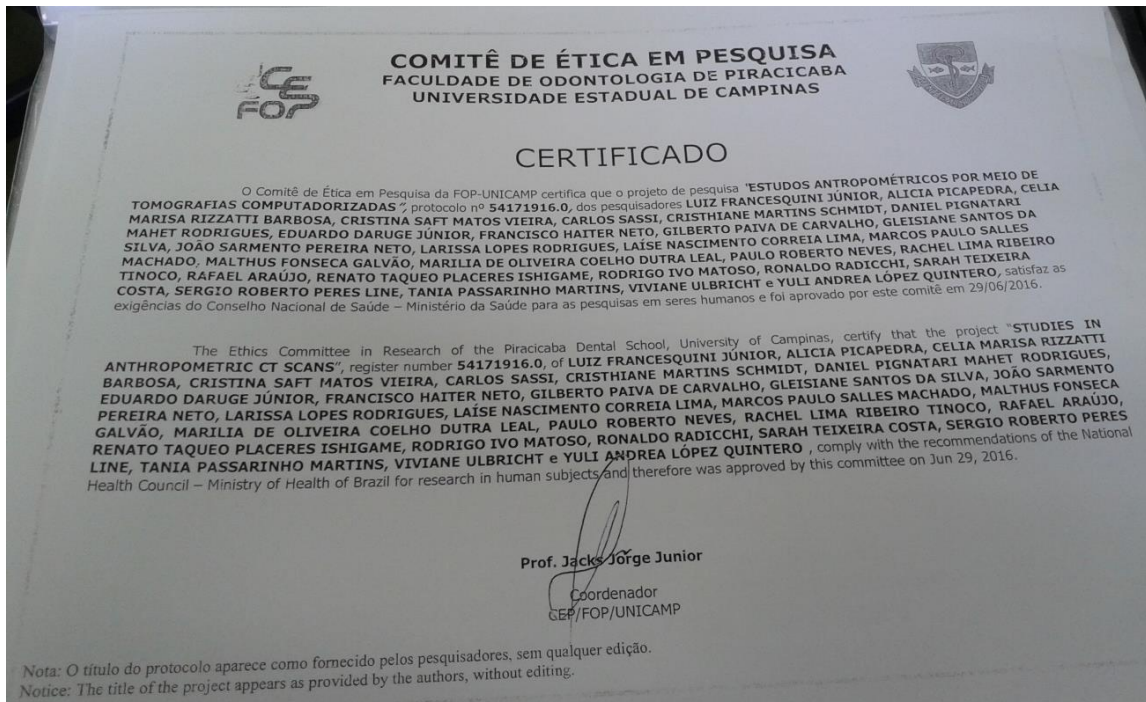 CE
FOP
COMITÊ DE ÉTICA EM PESQUISA
FACULDADE DE ODONTOLOGIA DE PIRACICABA
UNIVERSIDADE ESTADUAL DE CAMPINAS
CERTIFICADO
O Comitê de Ética em Pesquisa da FOP-UNICAMP certifica que o projeto de pesquisa "ESTUDOS ANTROPOMÉTRICOS POR MEIO DE
TOMOGRAFIAS COMPUTADORIZADAS", protocolo nº 54171916.0, dos pesquisadores LUIZ FRANCESQUINI JÚNIOR, ALICIA PICAPEDRA, CELIA
MARISA RIZZATTI BARBOSA, CRISTINA SAFT MATOS VIEIRA, CARLOS SASSI, CRISTHIANE MARTINS SCHMIDT, DANIEL PIGNATARI
MAHET RODRIGUES, EDUARDO DARUGE JÚNIOR, FRANCISCO HAITER NETO, GILBERTO PAIVA DE CARVALHO, GLEISIANE SANTOS DA
SILVA, JOÃO SARMENTO PEREIRA NETO, LARISSA LOPES RODRIGUES, LAÍSE NASCIMENTO CORREIA LIMA, MARCOS PAULO SALLES
MACHADO, MALTHUS FONSECA GALVÃO, MARILIA DE OLIVEIRA COELHO DUTRA LEAL, PAULO ROBERTO NEVES, RACHEL LIMA RIBEIRO
TINOCO, RAFAEL ARAÚJO, RENATO TAQUEO PLACERES ISHIGAME, RODRIGO IVO MATOSO, RONALDO RADICCHI, SARAH TEIXEIRA
COSTA, SERGIO ROBERTO PERES LINE, TANIA PASSARINHO MARTINS, VIVIANE ULBRICHT e YULI ANDREA LÓPEZ QUINTERO, satisfaz as
exigências do Conselho Nacional de Saúde – Ministério da Saúde para as pesquisas em seres humanos e foi aprovado por este comitê em 29/06/2016.
The Ethics Committee in Research of the Piracicaba Dental School, University of Campinas, certify that the project "STUDIES IN
ANTHROPOMETRIC CT SCANS", register number 54171916.0, of LUIZ FRANCESQUINI JÚNIOR, ALICIA PICAPEDRA, CELIA MARISA RIZZATTI
BARBOSA, CRISTINA SAFT MATOS VIEIRA, CARLOS SASSI, CRISTHIANE MARTINS SCHMIDT, DANIEL PIGNATARI MAHET RODRIGUES,
EDUARDO DARUGE JÚNIOR, FRANCISCO HAITER NETO, GILBERTO PAIVA DE CARVALHO, GLEISIANE SANTOS DA SILVA, JOÃO SARMENTO
PEREIRA NETO, LARISSA LOPES RODRIGUES, LAÍSE NASCIMENTO CORREIA LIMA, MARCOS PAULO SALLES MACHADO, MALTHUS FONSECA
GALVÃO, MARILIA DE OLIVEIRA COELHO DUTRA LEAL, PAULO ROBERTO NEVES, RACHEL LIMA RIBEIRO TINOCO, RAFAEL ARAÚJO,
RENATO TAQUEO PLACERES ISHIGAME, RODRIGO IVO MATOSO, RONALDO RADICCHI, SARAH TEIXEIRA COSTA, SERGIO ROBERTO PERES
LINE, TANIA PASSARINHO MARTINS, VIVIANE ULBRICHT e YULI ANDREA LÓPEZ QUINTERO , comply with the recommendations of the National
Health Council – Ministry of Health of Brazil for research in human subjects and therefore was approved by this committee on Jun 29, 2016.
Prof. Jacks Jorge Junior
Coordenador
CEP/FOP/UNICAMP
Nota: O título do protocolo aparece como fornecido pelos pesquisadores, sem qualquer edição.
Notice: The title of the project appears as provided by the authors, without editing.